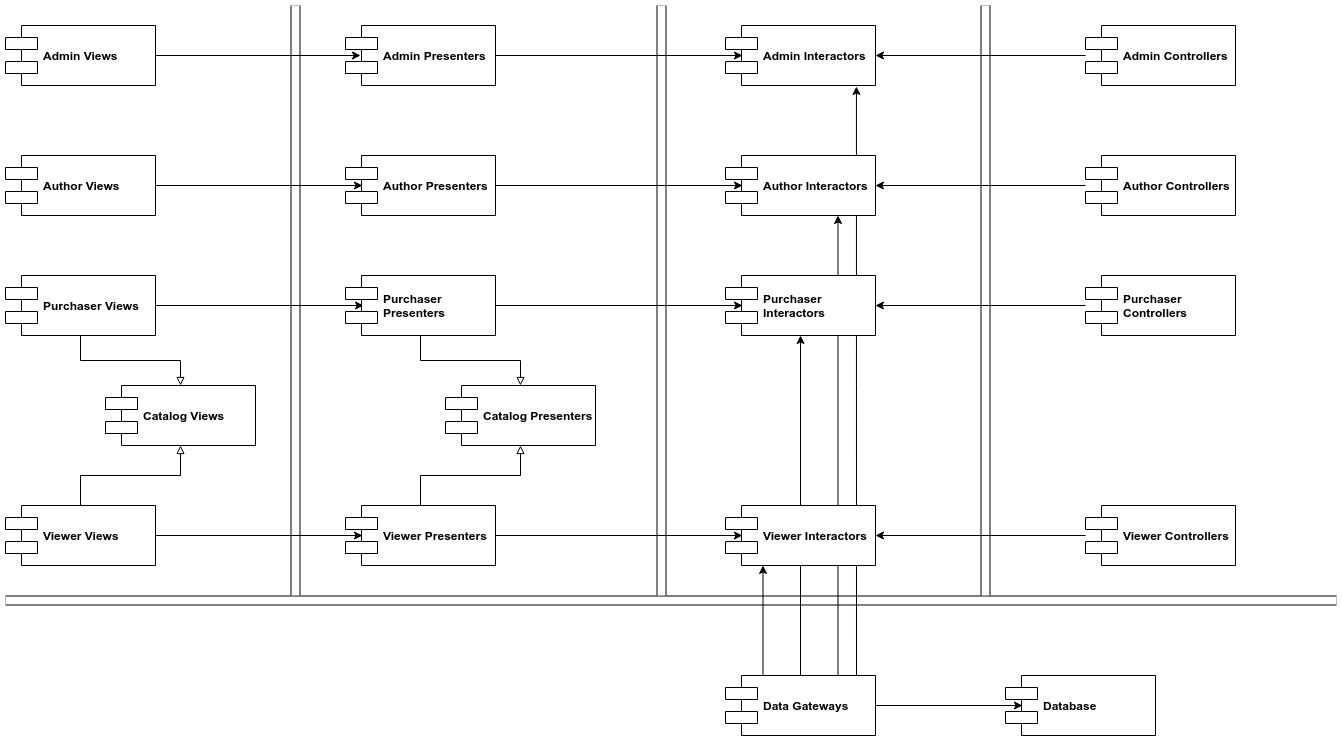 Admin Views
Admin Presenters
Admin Interactors
Admin Controllers
Author Views
Author Presenters
Author Interactors
Author Controllers
Purchaser Views
Purchaser
Presenters
Purchaser
Interactors
Purchaser
Controllers
Catalog Views
Catalog Presenters
Viewer Views
Viewer Presenters
Viewer Interactors
Viewer Controllers
Data Gateways
Database